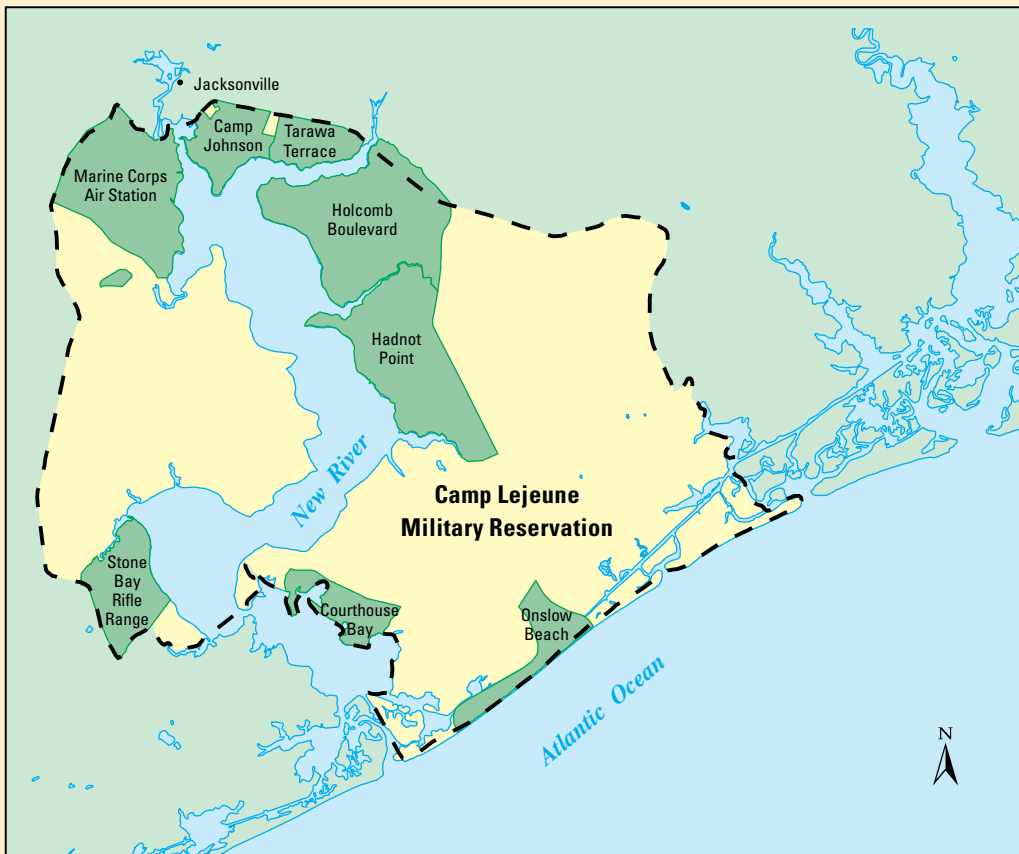 Jacksonville
Camp
Johnson
Tarawa
Terrace
Marine Corps
Air Station
Holcomb
Boulevard
Hadnot
Point
New River
Camp Lejeune
Military Reservation
Stone
Bay
Rifle
Range
Courthouse
Bay
Onslow
Beach
Atlantic Ocean
N